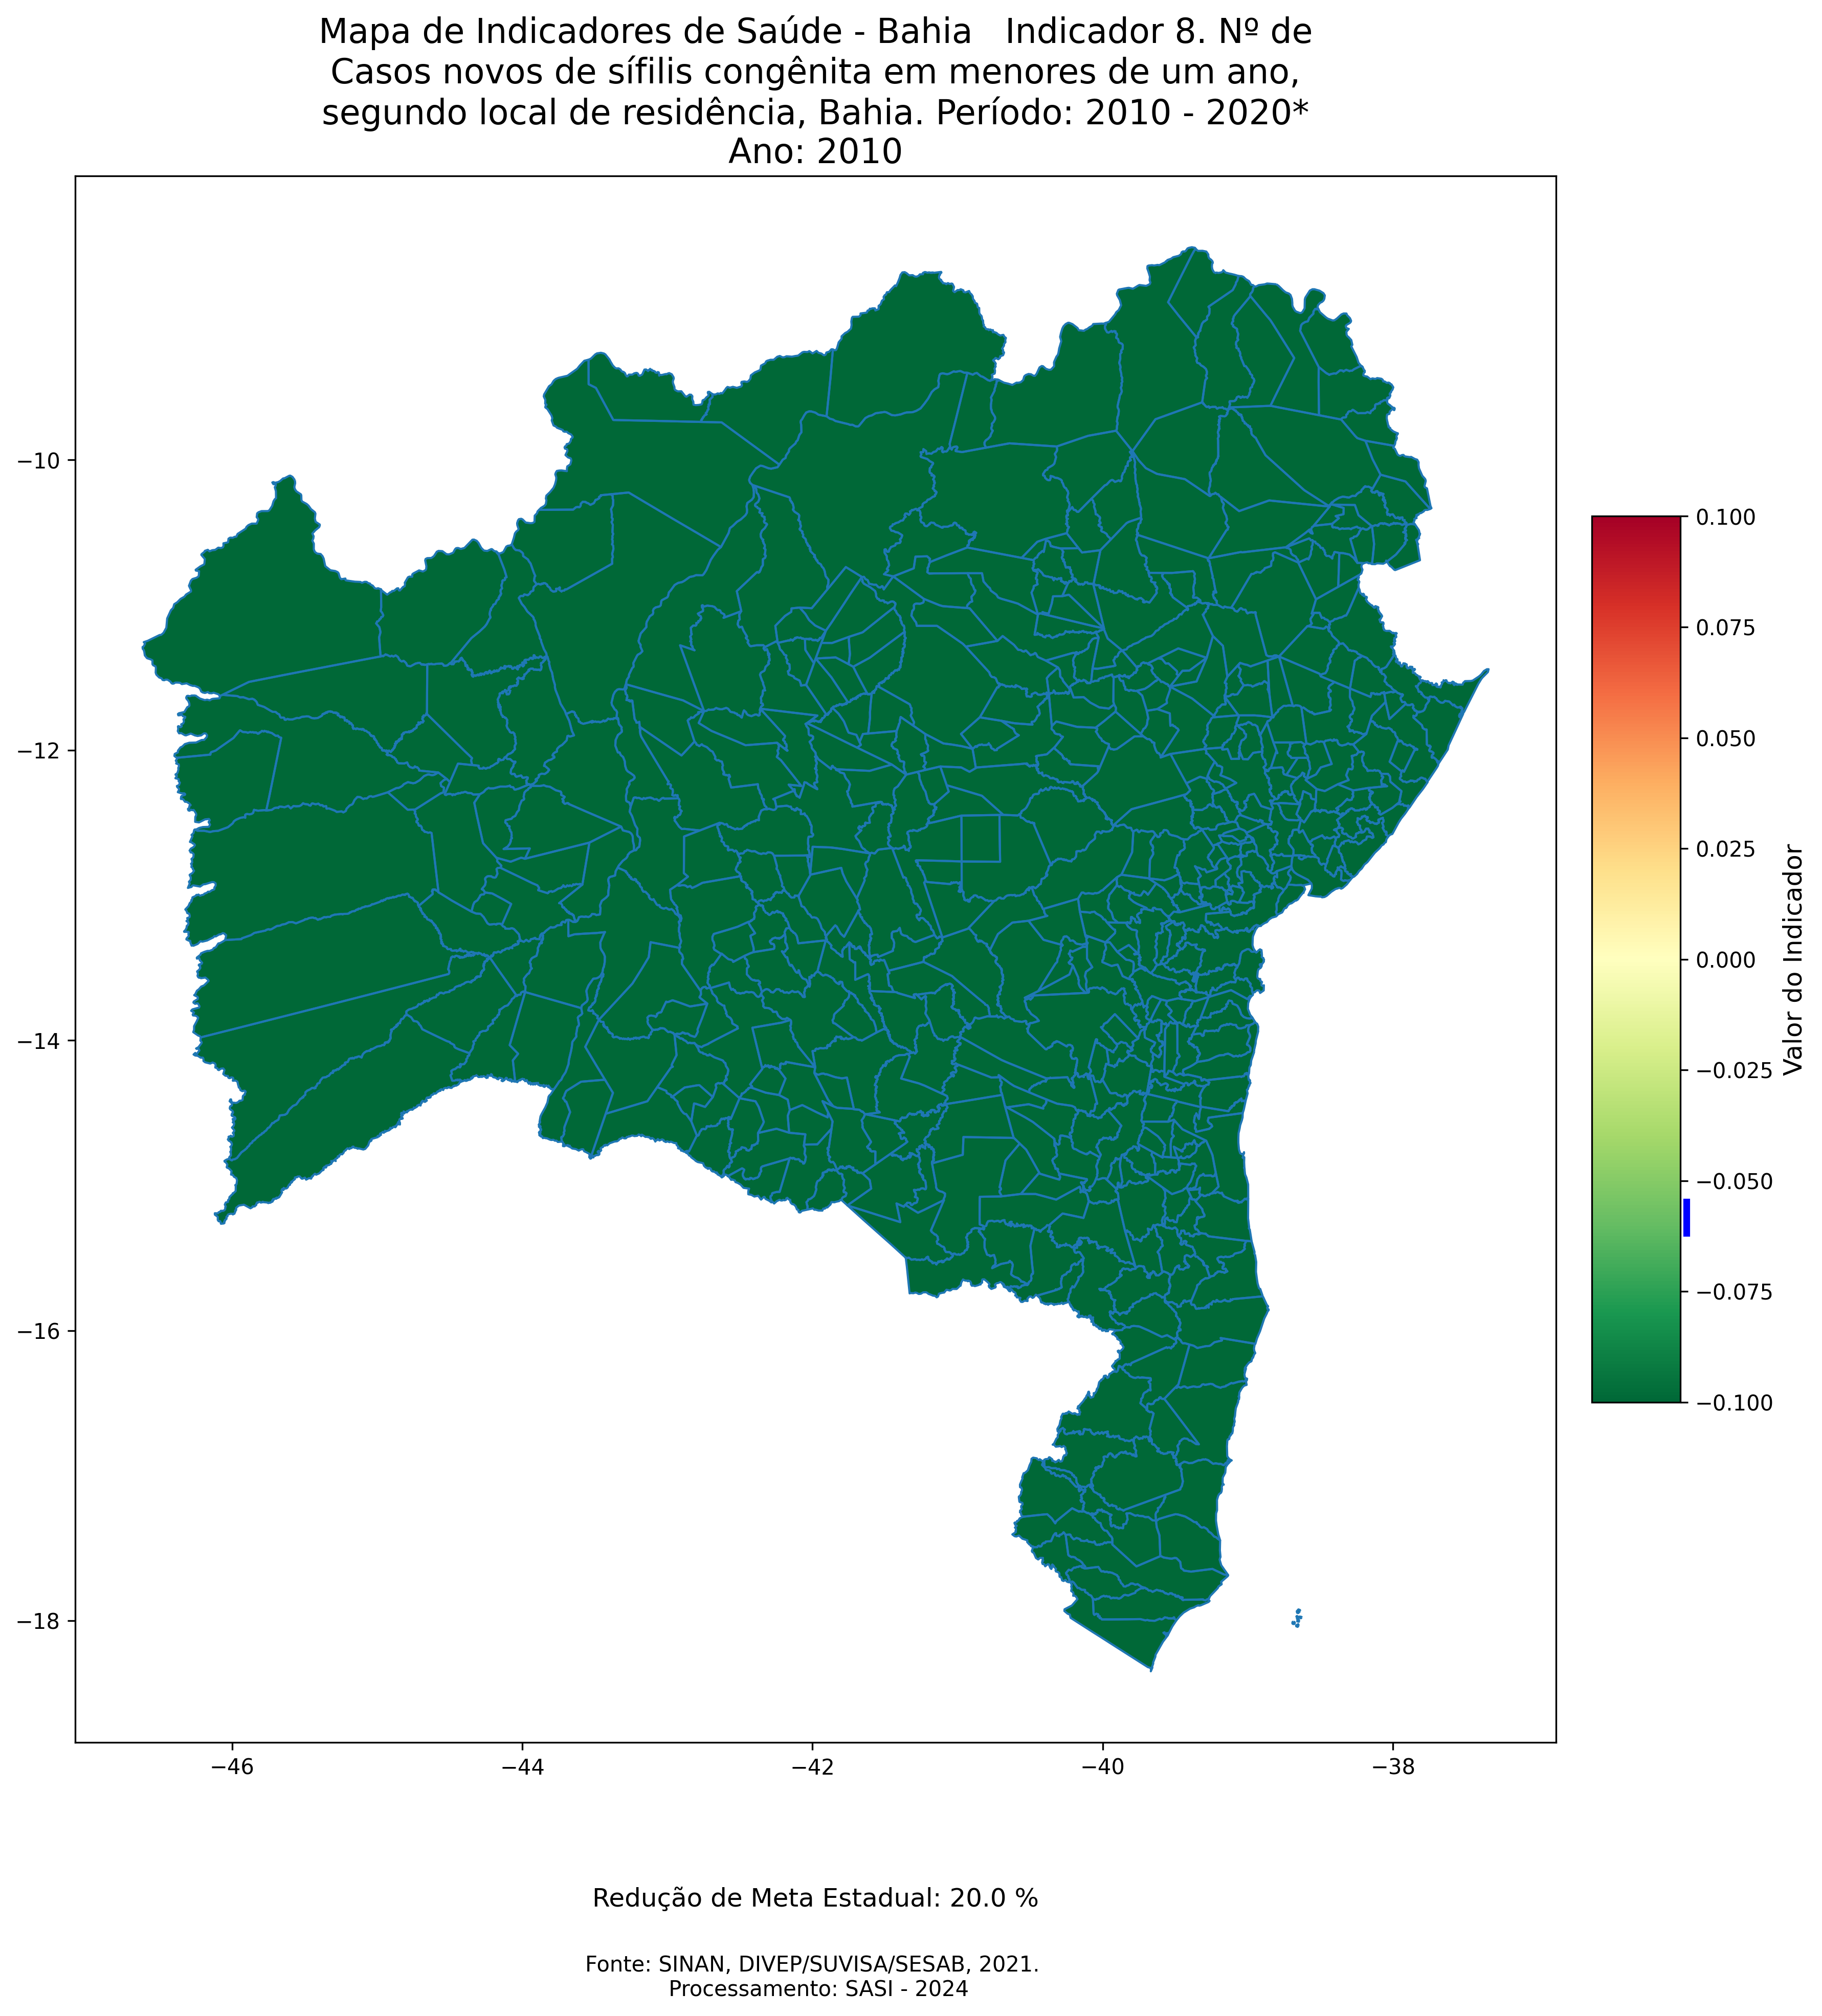 Mapa de Indicadores de Saúde - Bahia   Indicador 8. Nº de
Casos novos de sífilis congênita em menores de um ano,
segundo local de residência, Bahia. Período: 2010 - 2020*
Ano: 2010
−10
−12
−14
−16
−18
−46
−44
−42
−40
−38
0.100
0.075
0.050
0.025
0.000
−0.025
−0.050
−0.075
−0.100
Valor do Indicador
Redução de Meta Estadual: 20.0 %
Fonte: SINAN, DIVEP/SUVISA/SESAB, 2021.
Processamento: SASI - 2024